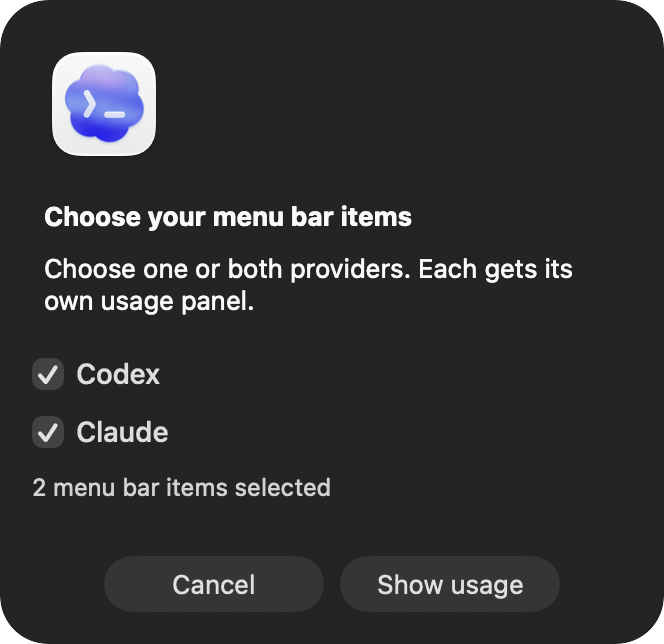 Choose your menu bar items
Choose one or both providers. Each gets its
own usage panel.
Codex
Claude
2 menu bar items selected
Cancel
Show usage